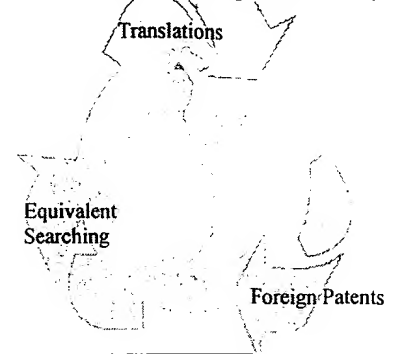 Translations
Equivalent
Searching
Foreign Patents